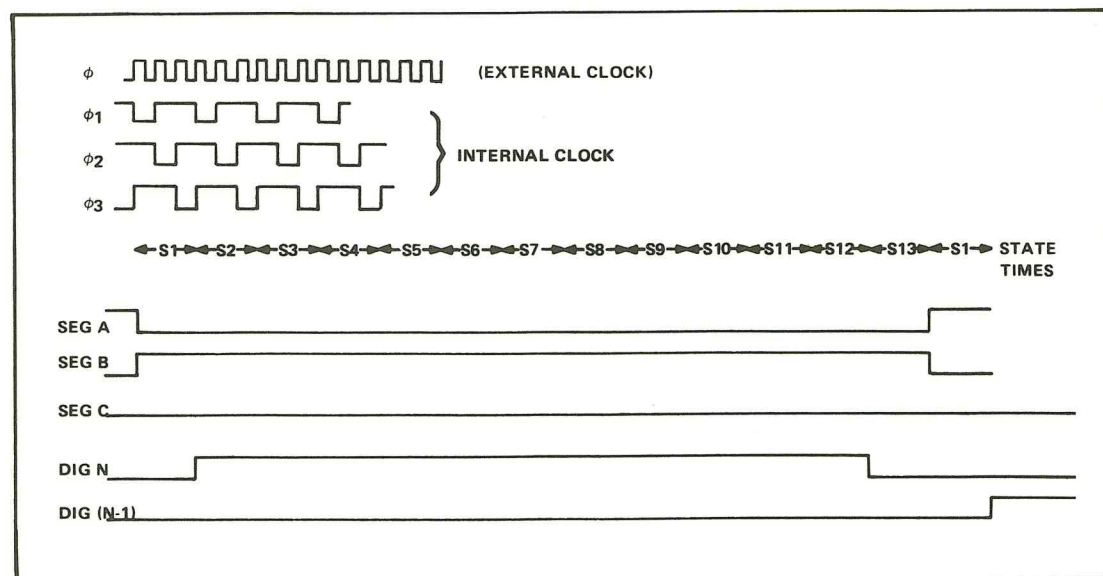 ϕ (EXTERNAL CLOCK)
ϕ1
ϕ2 INTERNAL CLOCK
ϕ3
S1 S2 S3 S4 S5 S6 S7 S8 S9 S10 S11 S12 S13 S1 STATE
TIMES
SEG A
SEG B
SEG C
DIG N
DIG (N-1)